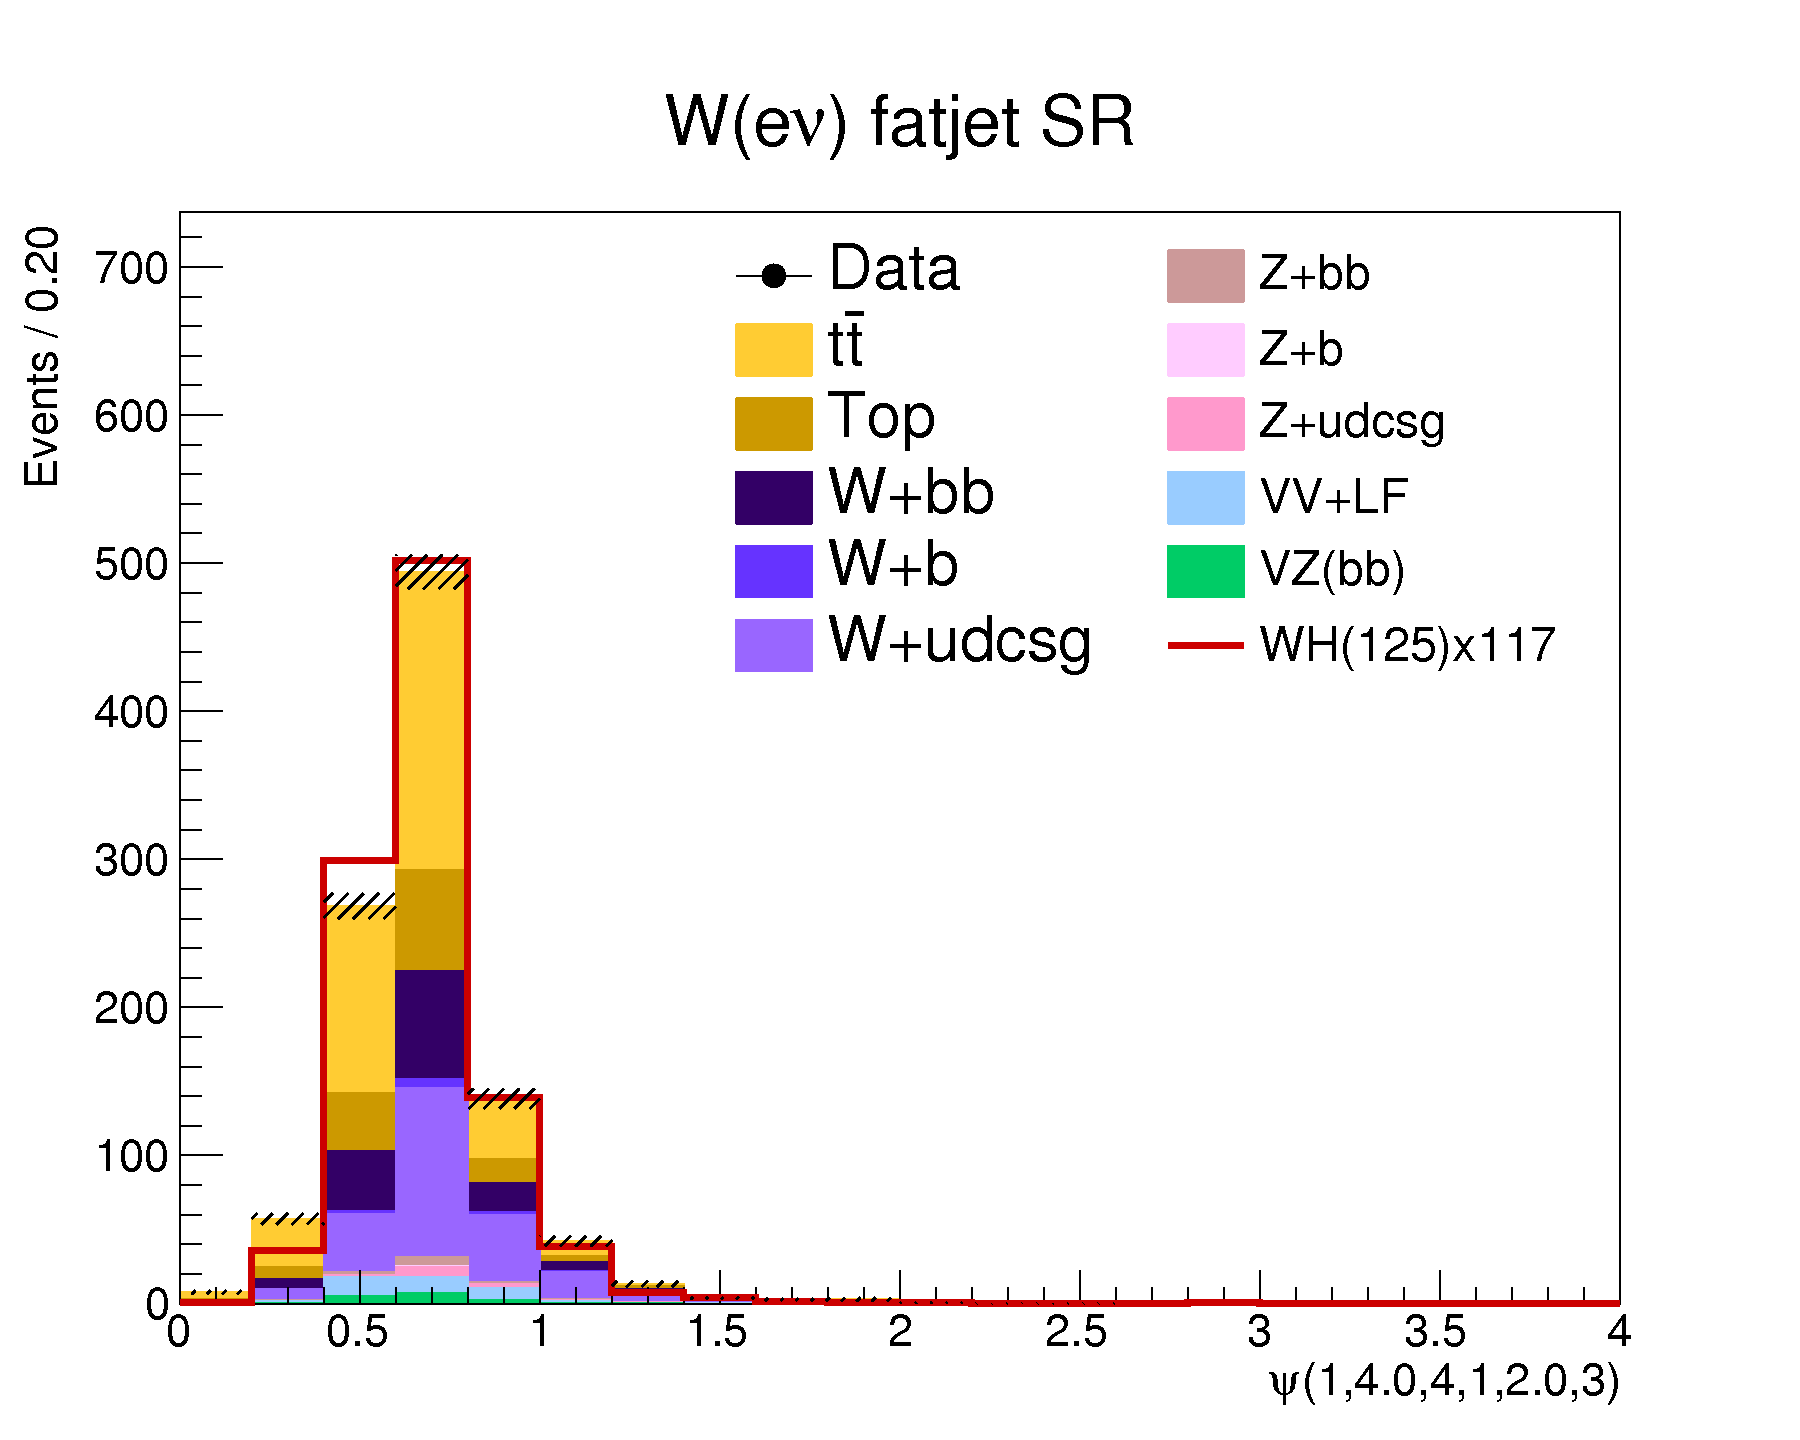 W(eν) fatjet SR
Events / 0.20
700
600
500
400
300
200
100
0
Data
tt̄
Top
W+bb
W+b
W+udcsg
Z+bb
Z+b
Z+udcsg
VV+LF
VZ(bb)
WH(125)x117
0 0.5 1 1.5 2 2.5 3 3.5 4
ψ(1,4.0,4,1,2.0,3)